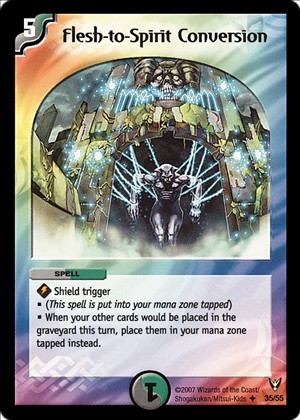 5
Flesh-to-Spirit Conversion
SPELL
Shield trigger
▪ (This spell is put into your mana zone tapped)
▪ When your other cards would be placed in the
graveyard this turn, place them in your mana zone
tapped instead.
1
©2007 Wizards of the Coast/
Shogakukan/Mitsui-Kids ♦ 35/55